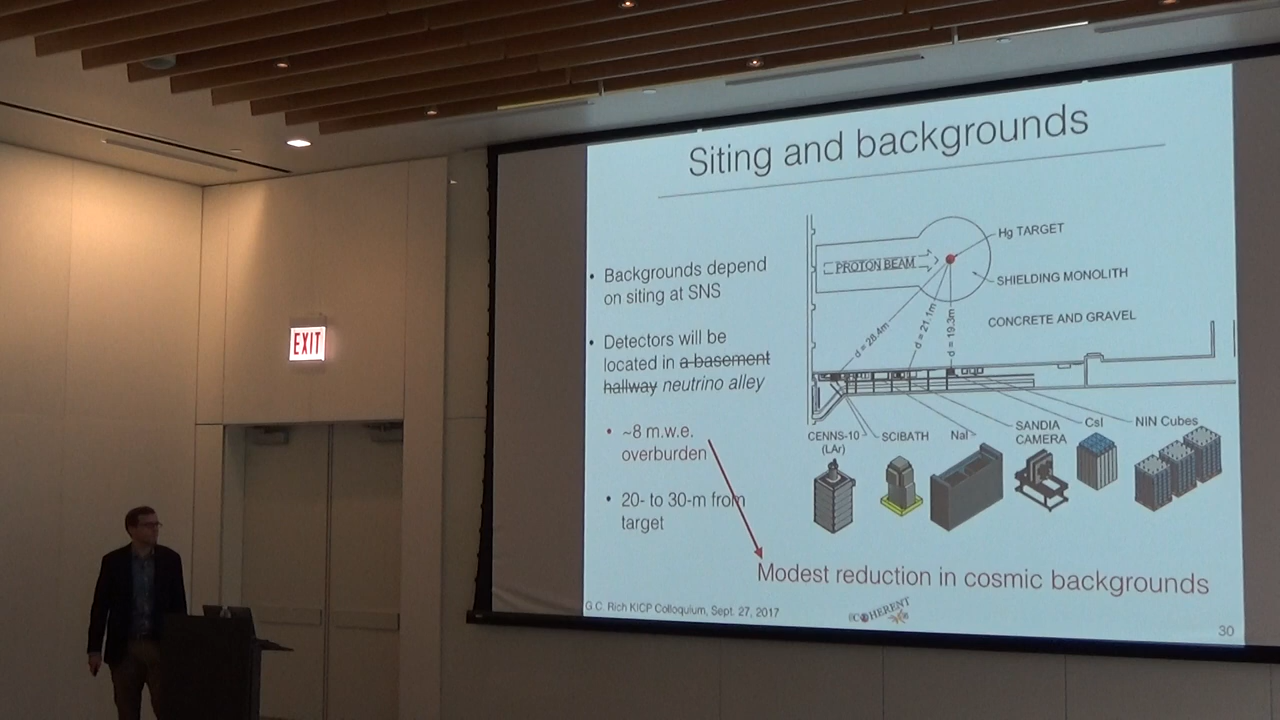 Siting and backgrounds
• Backgrounds depend
on siting at SNS
• Detectors will be
located in a basement
hallway neutrino alley
• ~8 m.w.e.
overburden
• 20- to 30-m from
target
Hg TARGET
PROTON BEAM
SHIELDING MONOLITH
CONCRETE AND GRAVEL
d = 28.4m
d = 21.1m
d = 19.3m
CENNS-10
(LAr)
SCIBATH
NaI
SANDIA
CAMERA
CsI
NIN Cubes
Modest reduction in cosmic backgrounds
G.C. Rich KICP Colloquium, Sept. 27, 2017
COHERENT
30
EXIT